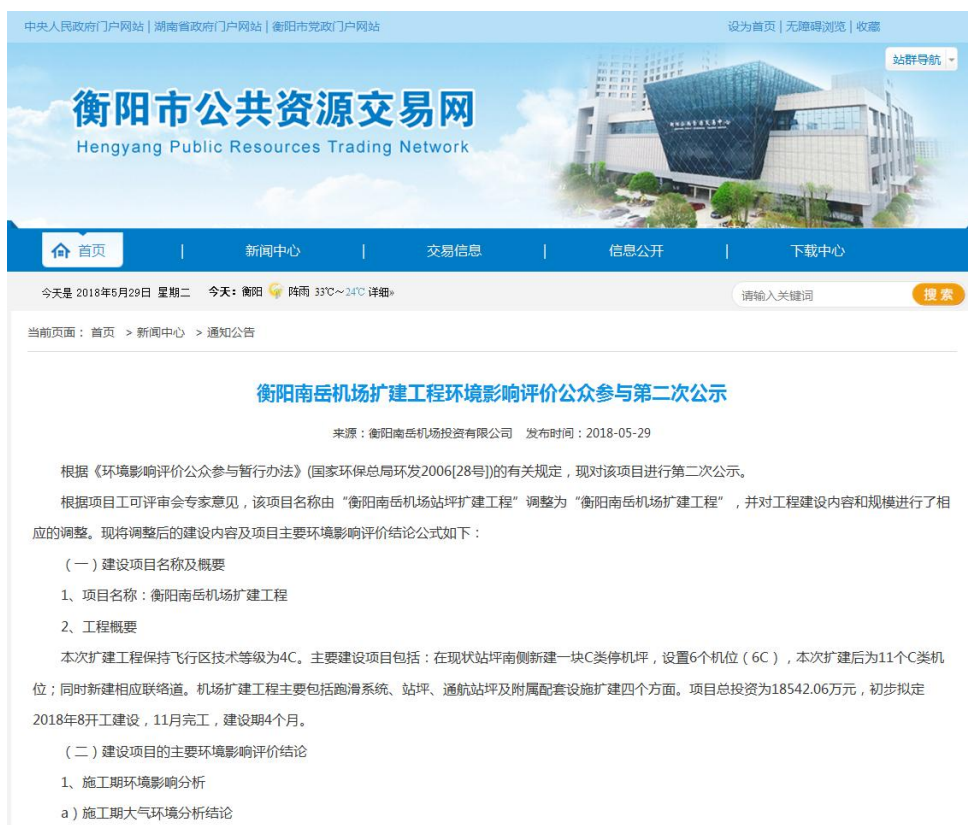 中央人民政府门户网站 | 湖南省政府门户网站 | 衡阳市党政门户网站
设为首页 | 无障碍浏览 | 收藏
站群导航
衡阳市公共资源交易网
Hengyang Public Resources Trading Network
首页 | 新闻中心 | 交易信息 | 信息公开 | 下载中心
今天是 2018年5月29日 星期二 今天：衡阳 阵雨 33℃～24℃ 详细»
请输入关键词
搜索
当前页面： 首页 > 新闻中心 > 通知公告
衡阳南岳机场扩建工程环境影响评价公众参与第二次公示
来源：衡阳南岳机场投资有限公司 发布时间：2018-05-29
根据《环境影响评价公众参与暂行办法》(国家环保总局环发2006[28号])的有关规定，现对该项目进行第二次公示。
根据项目工可评审会专家意见，该项目名称由“衡阳南岳机场站坪扩建工程”调整为“衡阳南岳机场扩建工程”，并对工程建设内容和规模进行了相
应的调整。现将调整后的建设内容及项目主要环境影响评价结论公式如下：
（一）建设项目名称及概要
1、项目名称：衡阳南岳机场扩建工程
2、工程概要
本次扩建工程保持飞行区技术等级为4C。主要建设项目包括：在现状站坪南侧新建一块C类停机坪，设置6个机位（6C），本次扩建后为11个C类机
位；同时新建相应联络道。机场扩建工程主要包括跑滑系统、站坪、通航站坪及附属配套设施扩建四个方面。项目总投资为18542.06万元，初步拟定
2018年8开工建设，11月完工，建设期4个月。
（二）建设项目的主要环境影响评价结论
1、施工期环境影响分析
a）施工期大气环境分析结论